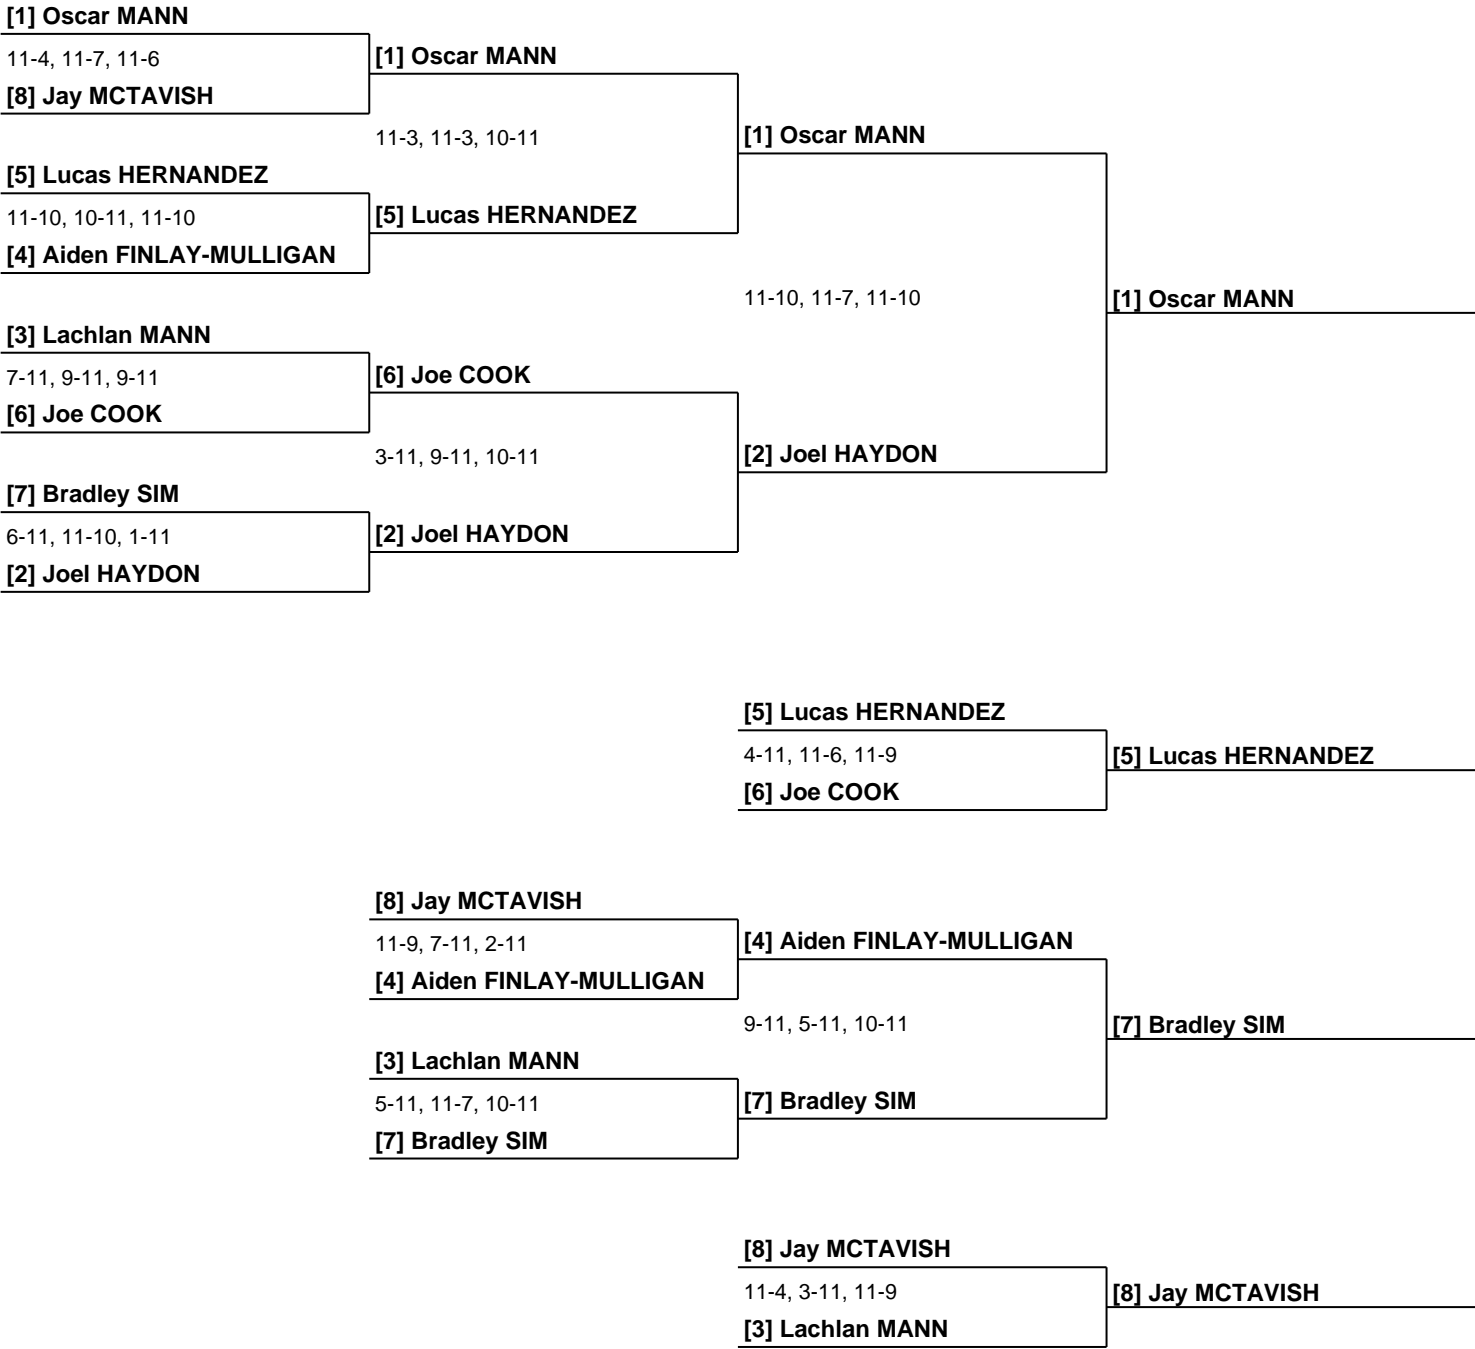 [1] Oscar MANN
11-4, 11-7, 11-6
[1] Oscar MANN
[8] Jay MCTAVISH
11-3, 11-3, 10-11
[1] Oscar MANN
[5] Lucas HERNANDEZ
11-10, 10-11, 11-10
[5] Lucas HERNANDEZ
[4] Aiden FINLAY-MULLIGAN
11-10, 11-7, 11-10
[1] Oscar MANN
[3] Lachlan MANN
7-11, 9-11, 9-11
[6] Joe COOK
[6] Joe COOK
3-11, 9-11, 10-11
[2] Joel HAYDON
[7] Bradley SIM
6-11, 11-10, 1-11
[2] Joel HAYDON
[2] Joel HAYDON
[5] Lucas HERNANDEZ
4-11, 11-6, 11-9
[5] Lucas HERNANDEZ
[6] Joe COOK
[8] Jay MCTAVISH
11-9, 7-11, 2-11
[4] Aiden FINLAY-MULLIGAN
[4] Aiden FINLAY-MULLIGAN
9-11, 5-11, 10-11
[7] Bradley SIM
[3] Lachlan MANN
5-11, 11-7, 10-11
[7] Bradley SIM
[7] Bradley SIM
[8] Jay MCTAVISH
11-4, 3-11, 11-9
[8] Jay MCTAVISH
[3] Lachlan MANN